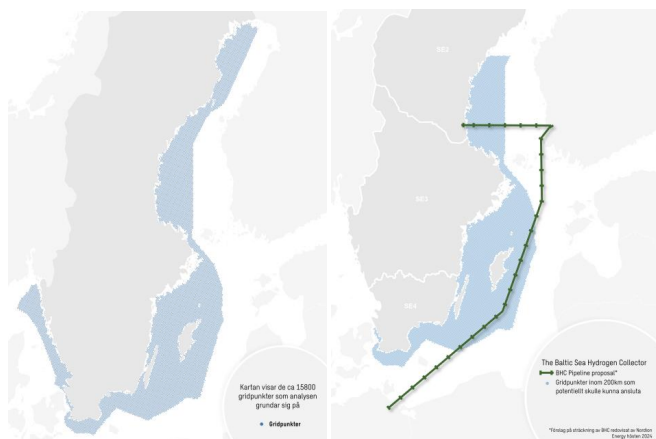 Kartan visar de ca 15800
gridpunkter som analysen
grundar sig på
Gridpunkter
SE2
SE3
SE4
The Baltic Sea Hydrogen Collector
BHC Pipeline proposal*
Gridpunkter inom 200km som
potentiellt skulle kunna ansluta
*Förslag på sträckning av BHC redovisat av Nordion
Energy hösten 2024